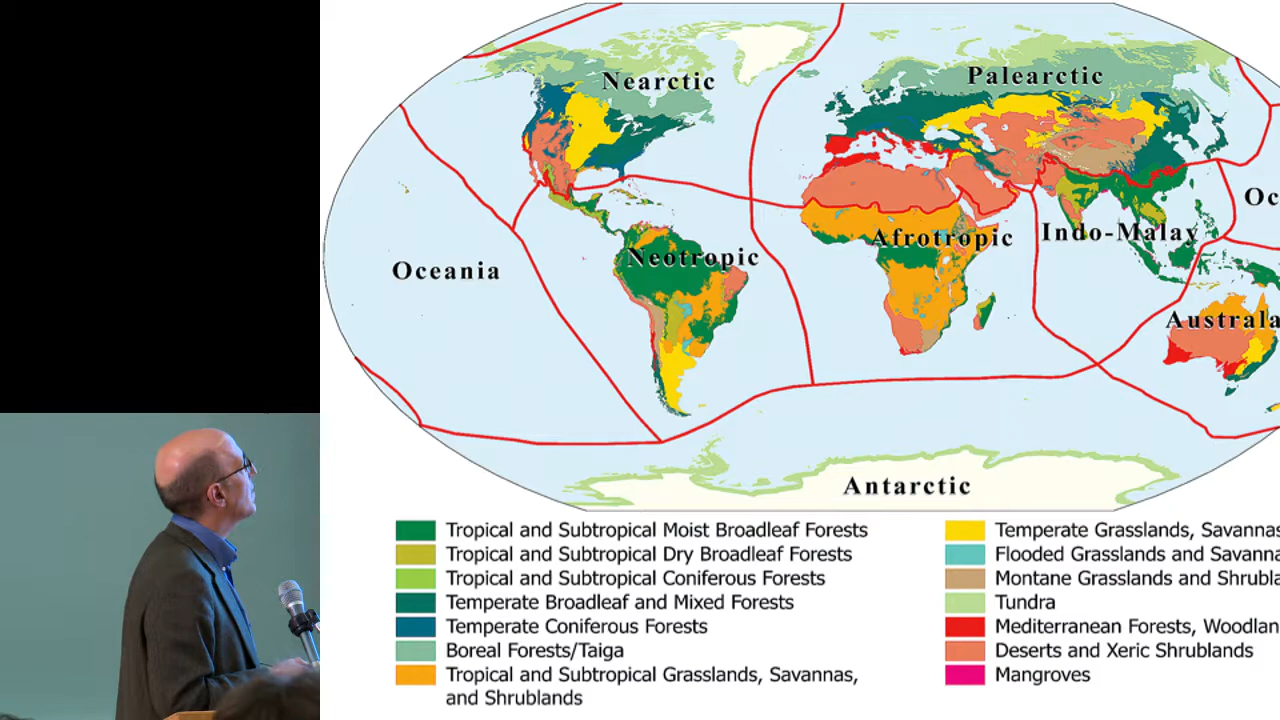 Nearctic
Palearctic
Oc
Afrotropic
Indo-Malay
Neotropic
Oceania
Australa
Antarctic
Tropical and Subtropical Moist Broadleaf Forests
Tropical and Subtropical Dry Broadleaf Forests
Tropical and Subtropical Coniferous Forests
Temperate Broadleaf and Mixed Forests
Temperate Coniferous Forests
Boreal Forests/Taiga
Tropical and Subtropical Grasslands, Savannas,
and Shrublands
Temperate Grasslands, Savannas
Flooded Grasslands and Savanna
Montane Grasslands and Shrubla
Tundra
Mediterranean Forests, Woodlan
Deserts and Xeric Shrublands
Mangroves